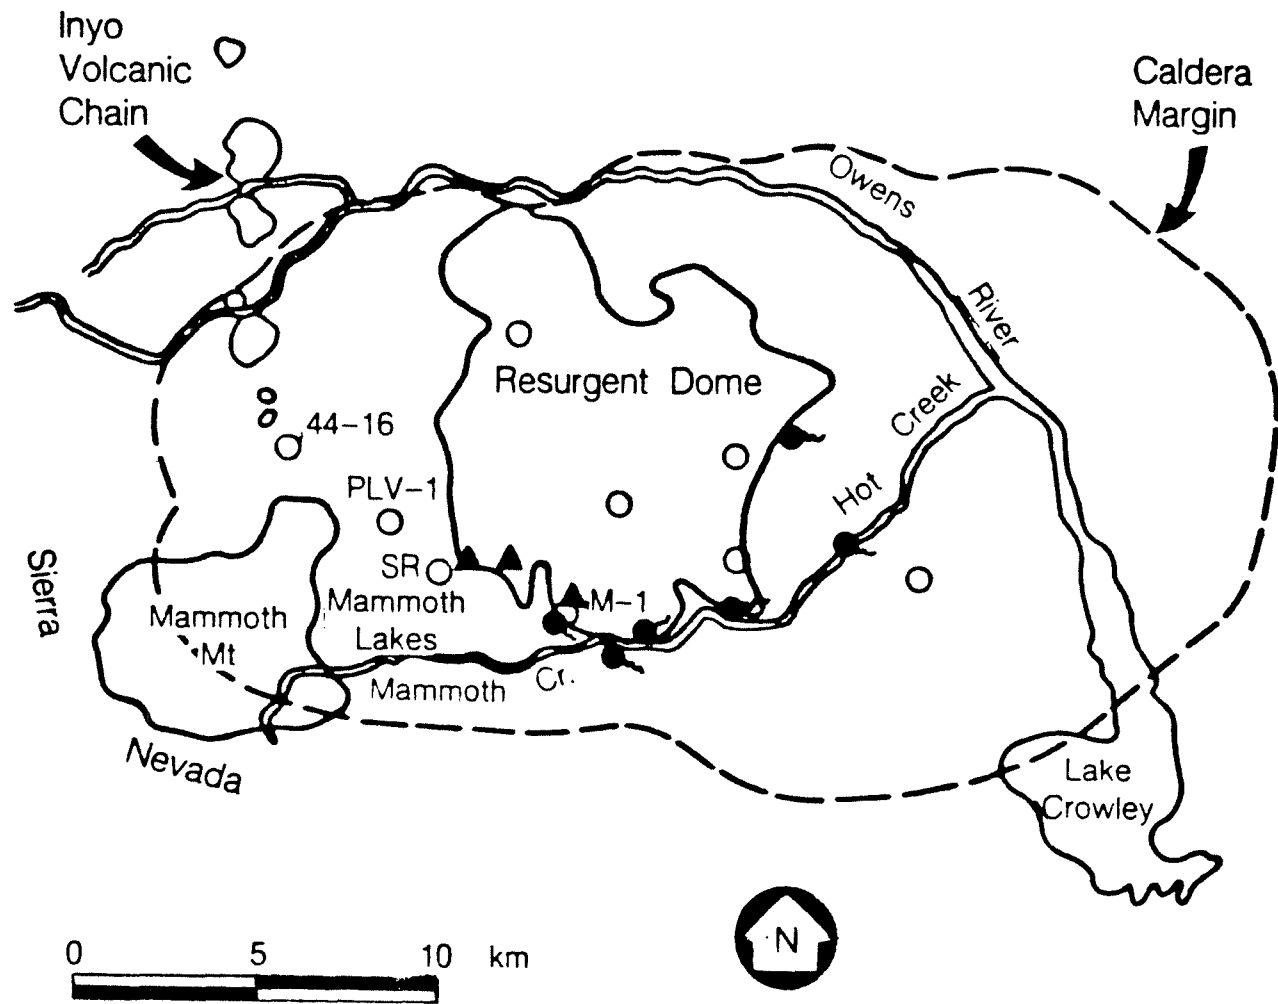 Inyo
Volcanic
Chain
Caldera
Margin
Owens
River
Resurgent Dome
Creek
Hot
44-16
PLV-1
SR
M-1
Sierra
Mammoth
Mt
Mammoth
Lakes
Mammoth Cr.
Nevada
Lake
Crowley
N
0 5 10 km